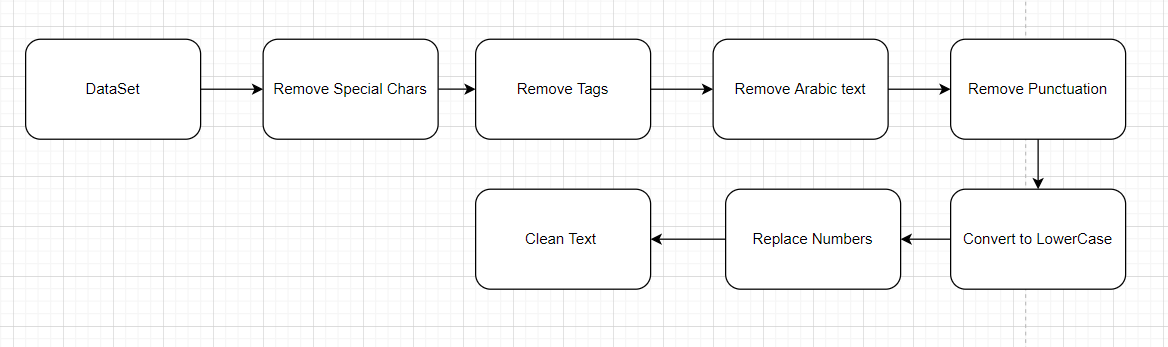 DataSet
Remove Special Chars
Remove Tags
Remove Arabic text
Remove Punctuation
Convert to LowerCase
Replace Numbers
Clean Text